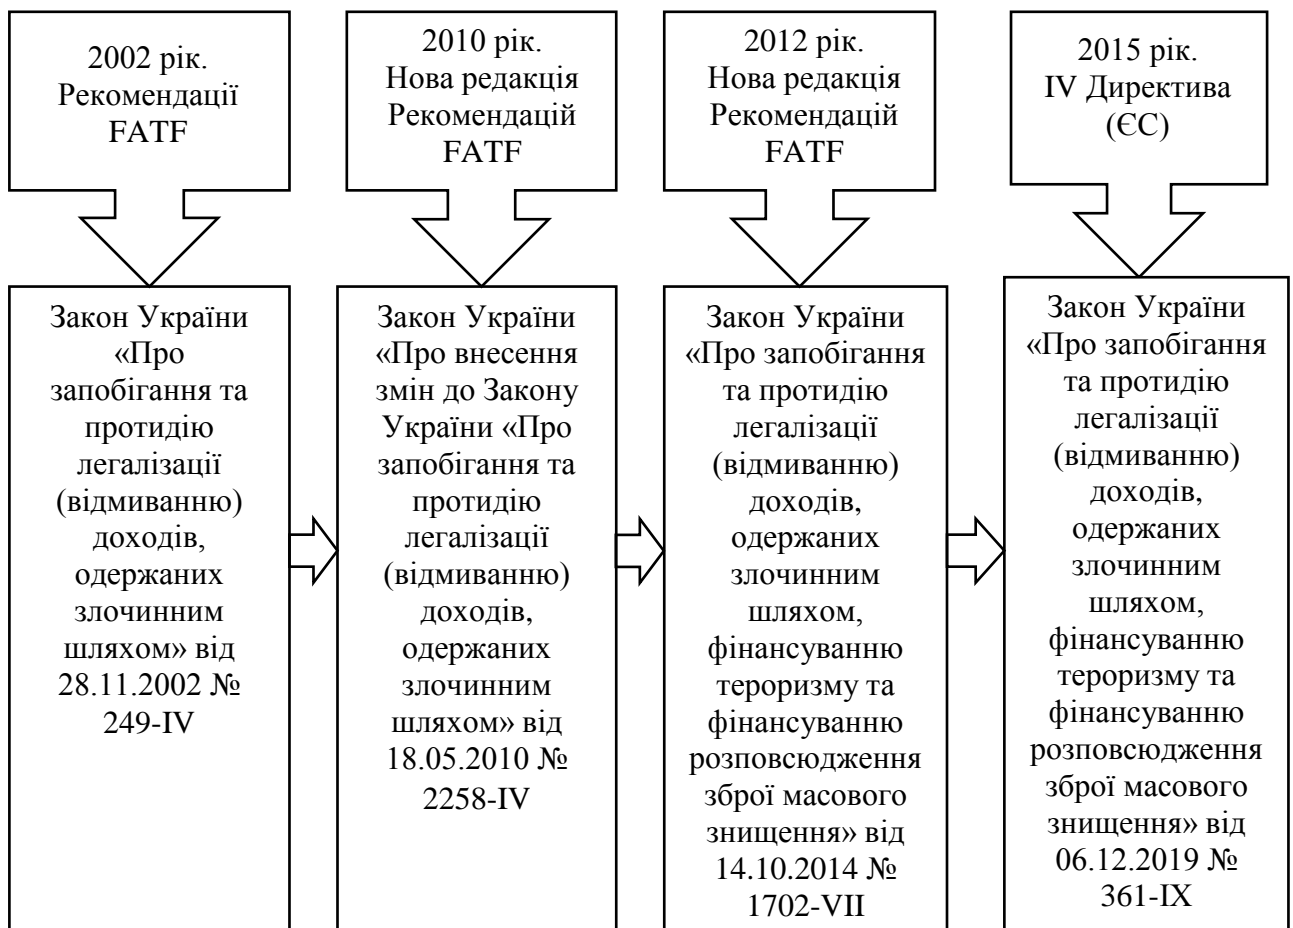 2002 рік.
Рекомендації
FATF
2010 рік.
Нова редакція
Рекомендацій
FATF
2012 рік.
Нова редакція
Рекомендацій
FATF
2015 рік.
IV Директива
(ЄС)
Закон України
«Про
запобігання та
протидію
легалізації
(відмиванню)
доходів,
одержаних
злочинним
шляхом» від
28.11.2002 №
249-IV
Закон України
«Про внесення
змін до Закону
України «Про
запобігання та
протидію
легалізації
(відмиванню)
доходів,
одержаних
злочинним
шляхом» від
18.05.2010 №
2258-IV
Закон України
«Про запобігання
та протидію
легалізації
(відмиванню)
доходів,
одержаних
злочинним
шляхом,
фінансуванню
тероризму та
фінансуванню
розповсюдження
зброї масового
знищення» від
14.10.2014 №
1702-VII
Закон України
«Про запобігання
та протидію
легалізації
(відмиванню)
доходів,
одержаних
злочинним
шляхом,
фінансуванню
тероризму та
фінансуванню
розповсюдження
зброї масового
знищення» від
06.12.2019 №
361-IX